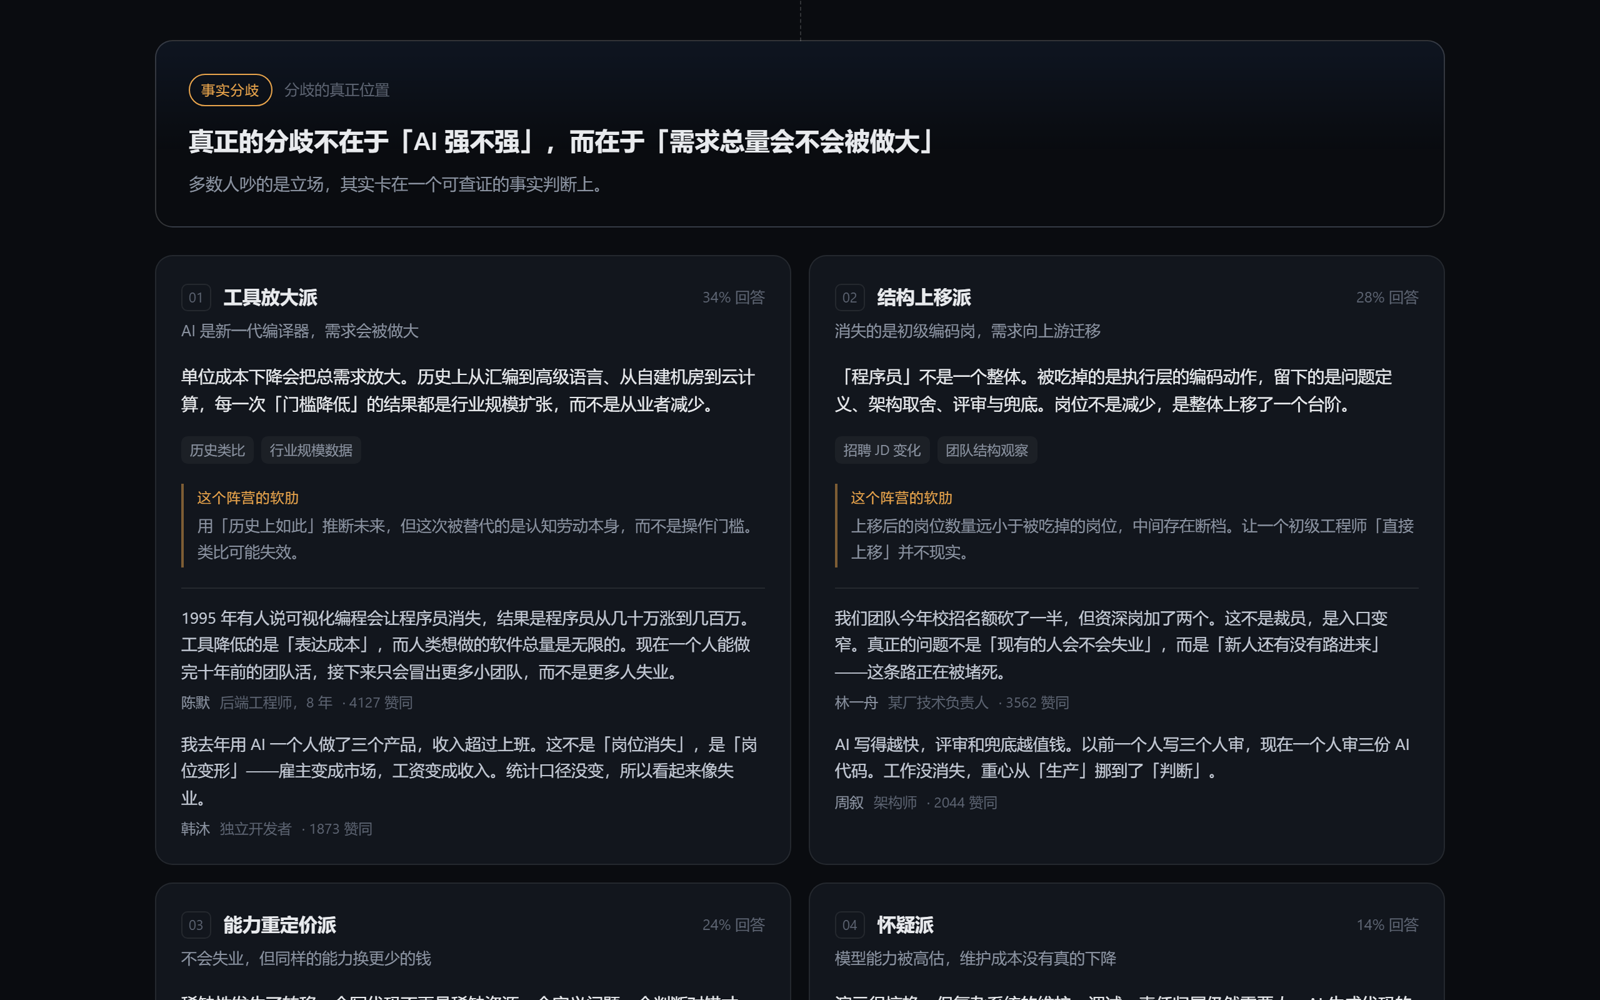 事实分歧 分歧的真正位置
真正的分歧不在于「AI 强不强」，而在于「需求总量会不会被做大」
多数人吵的是立场，其实卡在一个可查证的事实判断上。
01 工具放大派 34% 回答
AI 是新一代编译器，需求会被做大
单位成本下降会把总需求放大。历史上从汇编到高级语言、从自建机房到云计
算，每一次「门槛降低」的结果都是行业规模扩张，而不是从业者减少。
历史类比 行业规模数据
这个阵营的软肋
用「历史上如此」推断未来，但这次被替代的是认知劳动本身，而不是操作门槛。
类比可能失效。
1995 年有人说可视化编程会让程序员消失，结果是程序员从几十万涨到几百万。
工具降低的是「表达成本」，而人类想做的软件总量是无限的。现在一个人能做
完十年前的团队活，接下来只会冒出更多小团队，而不是更多人失业。
陈默 后端工程师，8 年 · 4127 赞同
我去年用 AI 一个人做了三个产品，收入超过上班。这不是「岗位消失」，是「岗
位变形」——雇主变成市场，工资变成收入。统计口径没变，所以看起来像失
业。
韩沐 独立开发者 · 1873 赞同
02 结构上移派 28% 回答
消失的是初级编码岗，需求向上游迁移
「程序员」不是一个整体。被吃掉的是执行层的编码动作，留下的是问题定
义、架构取舍、评审与兜底。岗位不是减少，是整体上移了一个台阶。
招聘 JD 变化 团队结构观察
这个阵营的软肋
上移后的岗位数量远小于被吃掉的岗位，中间存在断档。让一个初级工程师「直接
上移」并不现实。
我们团队今年校招名额砍了一半，但资深岗加了两个。这不是裁员，是入口变
窄。真正的问题不是「现有的人会不会失业」，而是「新人还有没有路进来」
——这条路正在被堵死。
林一舟 某厂技术负责人 · 3562 赞同
AI 写得越快，评审和兜底越值钱。以前一个人写三个人审，现在一个人审三份 AI
代码。工作没消失，重心从「生产」挪到了「判断」。
周叙 架构师 · 2044 赞同
03 能力重定价派 24% 回答
不会失业，但同样的能力换更少的钱
04 怀疑派 14% 回答
模型能力被高估，维护成本没有真的下降